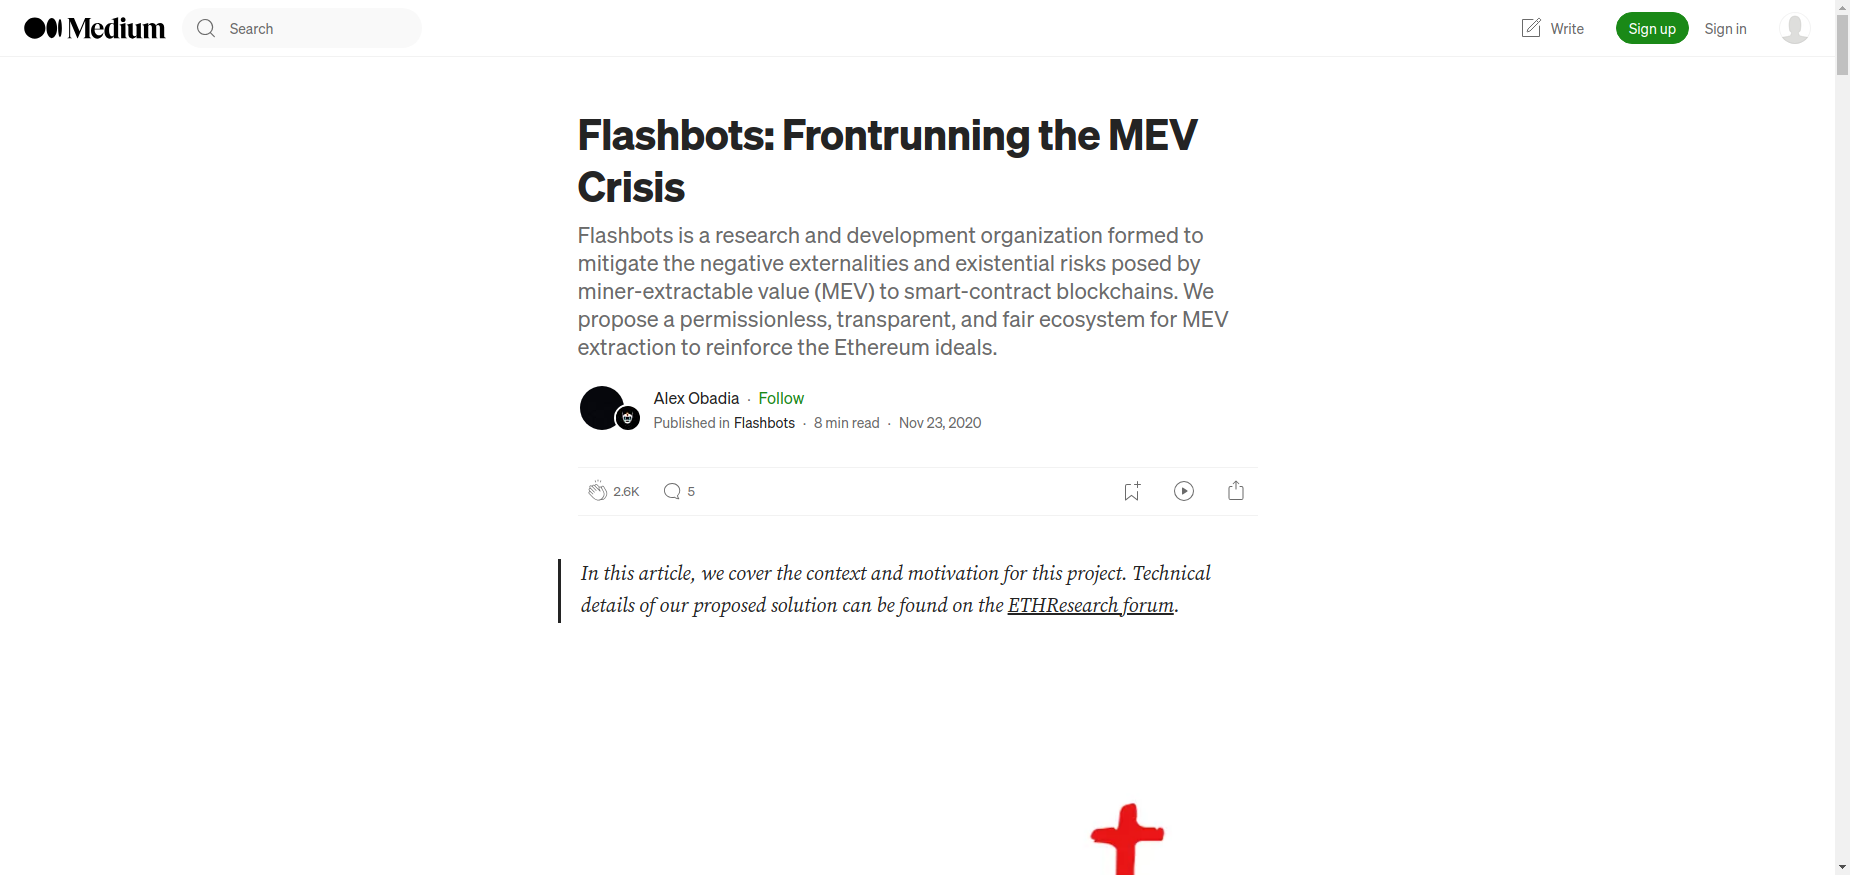 Medium
Search
Write
Sign up
Sign in
Flashbots: Frontrunning the MEV
Crisis
Flashbots is a research and development organization formed to
mitigate the negative externalities and existential risks posed by
miner-extractable value (MEV) to smart-contract blockchains. We
propose a permissionless, transparent, and fair ecosystem for MEV
extraction to reinforce the Ethereum ideals.
Alex Obadia · Follow
Published in Flashbots · 8 min read · Nov 23, 2020
2.6K
5
In this article, we cover the context and motivation for this project. Technical
details of our proposed solution can be found on the ETHResearch forum.